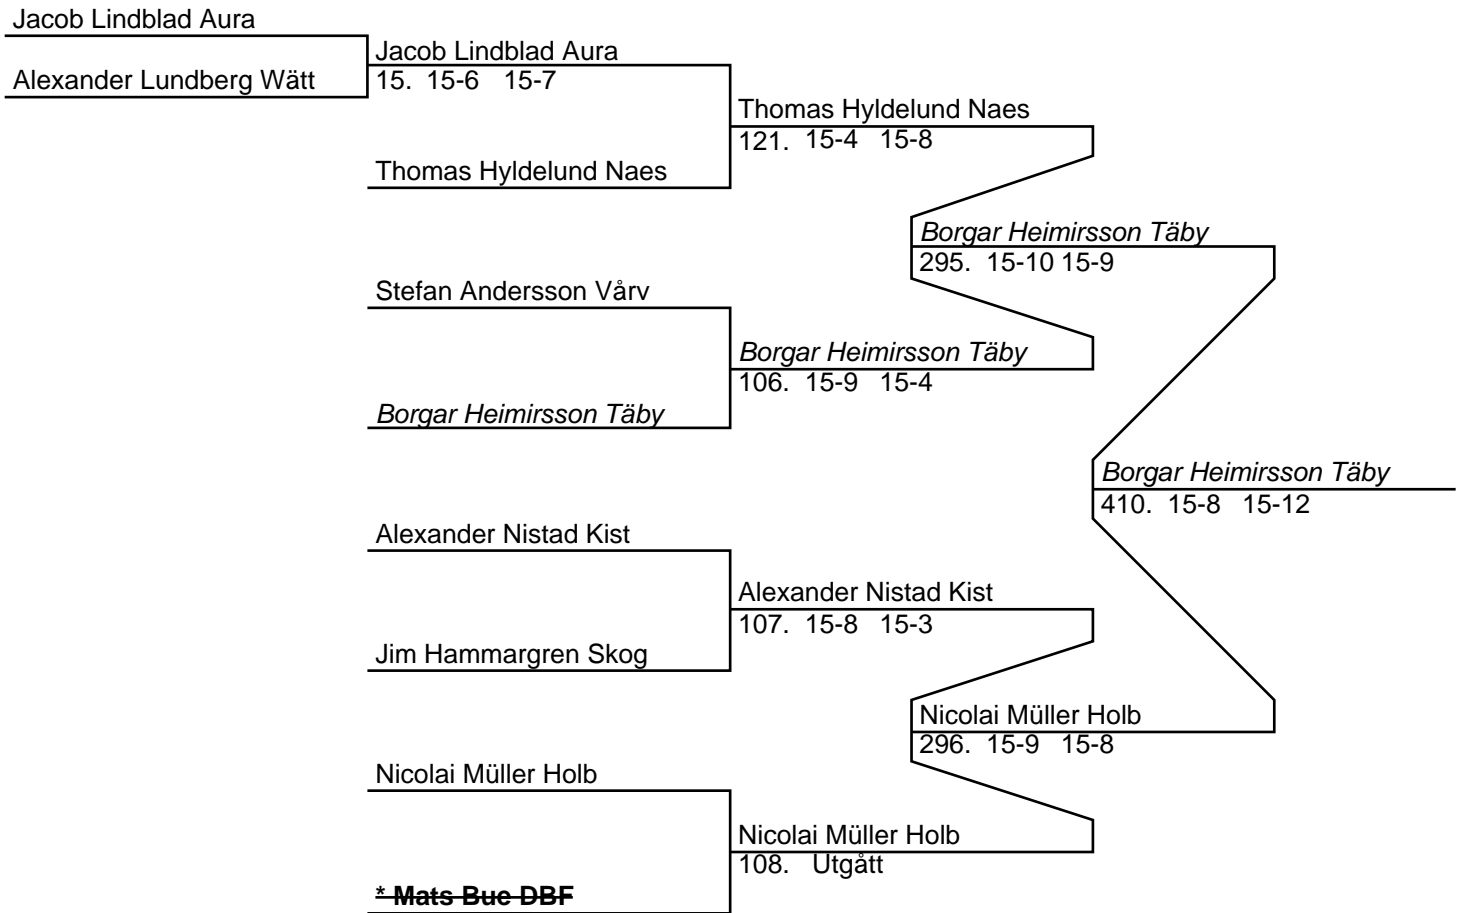 Jacob Lindblad Aura
Jacob Lindblad Aura
Alexander Lundberg Wätt
15. 15-6 15-7
Thomas Hyldelund Naes
121. 15-4 15-8
Thomas Hyldelund Naes
Borgar Heimirsson Täby
295. 15-10 15-9
Stefan Andersson Vårv
Borgar Heimirsson Täby
106. 15-9 15-4
Borgar Heimirsson Täby
Borgar Heimirsson Täby
410. 15-8 15-12
Alexander Nistad Kist
Alexander Nistad Kist
107. 15-8 15-3
Jim Hammargren Skog
Nicolai Müller Holb
296. 15-9 15-8
Nicolai Müller Holb
Nicolai Müller Holb
108. Utgått
* Mats Bue DBF